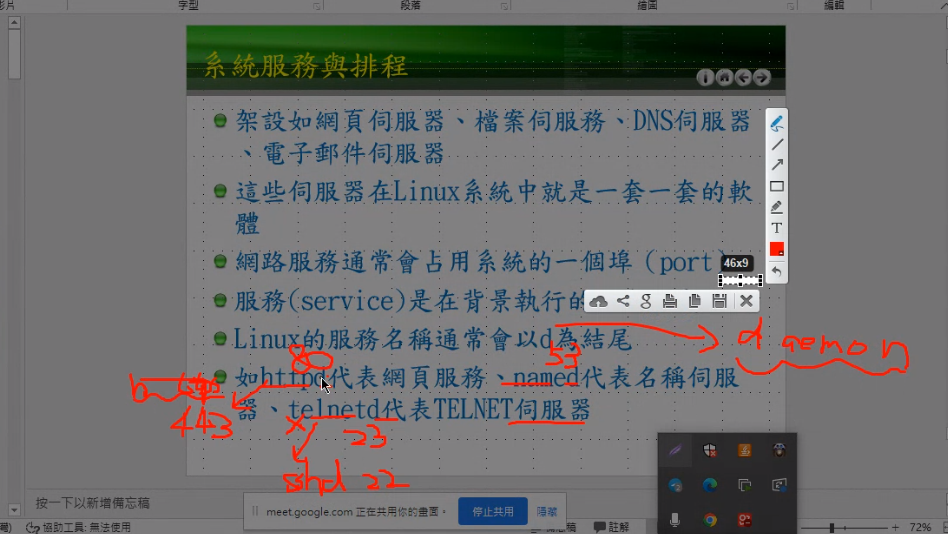 影片
字型
段落
繪圖
編輯
系統服務與排程
架設如網頁伺服器、檔案伺服務、DNS伺服器
、電子郵件伺服器
這些伺服器在Linux系統中就是一套一套的軟
體
網路服務通常會占用系統的一個埠（port）
46x9
服務(service)是在背景執行的
Linux的服務名稱通常會以d為結尾
d aemon
80
53
如httpd代表網頁服務、named代表名稱伺服
器、telnetd代表TELNET伺服器
443
X
23
sshd 22
按一下以新增備忘稿
meet.google.com 正在共用你的畫面。
停止共用
隱藏
協助工具: 無法使用
註解
72%